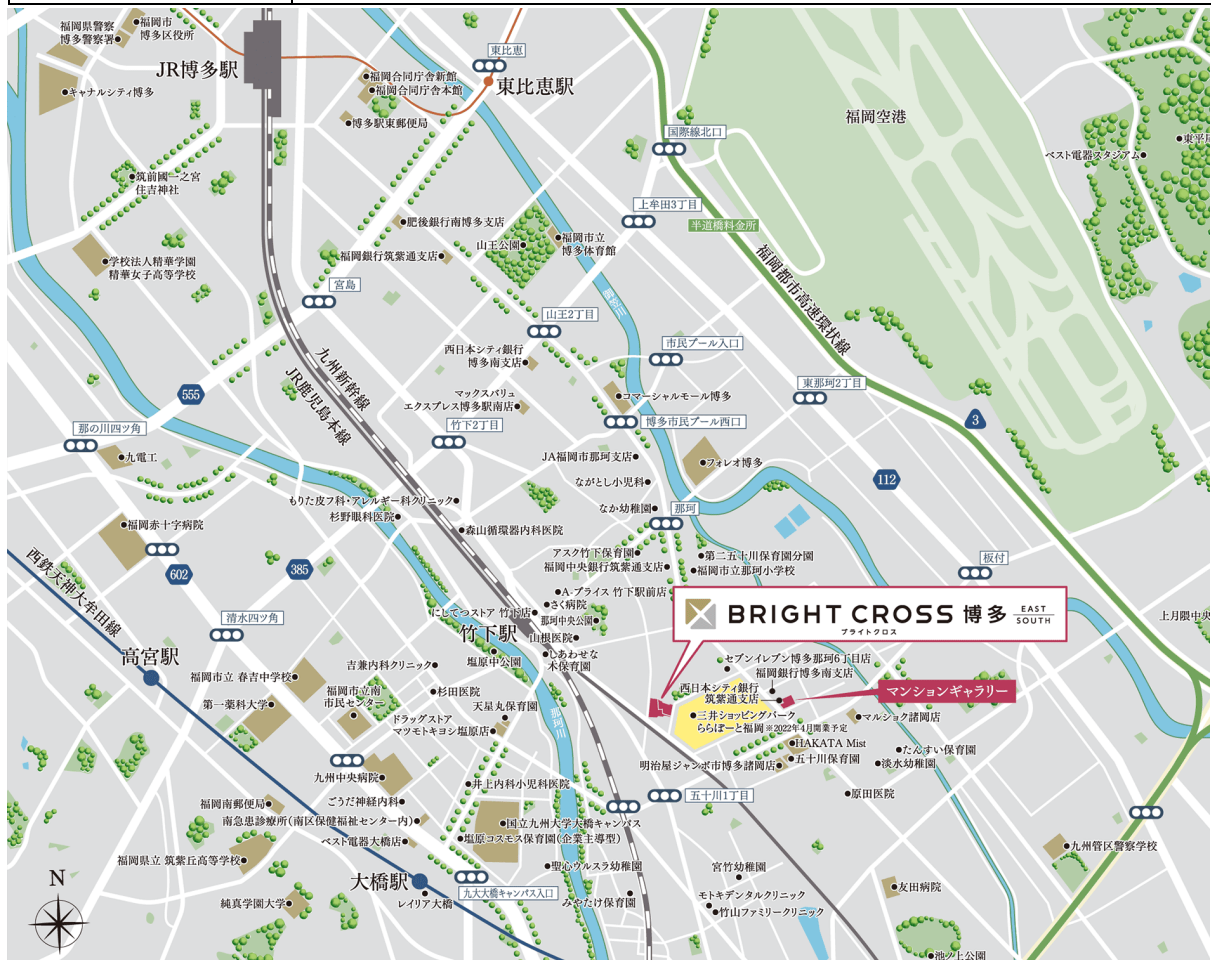 福岡県警察
博多警察署
福岡市
博多区役所
JR博多駅
キャナルシティ博多
福岡合同庁舎新館
福岡合同庁舎本館
博多駅東郵便局
東比恵
東比恵駅
国際線北口
福岡空港
ベスト電器スタジアム
筑前國一之宮
住吉神社
上牟田3丁目
半道橋料金所
肥後銀行南博多支店
福岡銀行筑紫通支店
山王公園
福岡市立
博多体育館
学校法人精華学園
精華女子高等学校
宮島
福岡都市高速環状線
山王2丁目
市民プール入口
西日本シティ銀行
博多南支店
九州新幹線
JR鹿児島本線
マックスバリュ
エクスプレス博多駅南店
コマーシャルモール博多
東那珂2丁目
555
3
那の川四ツ角
竹下2丁目
博多市民プール西口
九電工
JA福岡市那珂支店
フォレオ博多
ながとし小児科
112
もりた皮フ科・アレルギー科クリニック
杉野眼科医院
なか幼稚園
那珂
福岡赤十字病院
森山循環器内科医院
アスク竹下保育園
福岡中央銀行筑紫通支店
第二五十川保育園分園
福岡市立那珂小学校
板付
西鉄天神大牟田線
602
385
A-プライス 竹下駅前店
さく病院
にしてつストア 竹下店
那珂中央公園
BRIGHT CROSS 博多 EAST SOUTH
ブライトクロス
清水四ツ角
竹下駅
山根医院
上月隈中央
高宮駅
塩原中公園
しあわせな
木保育園
吉兼内科クリニック
セブンイレブン博多那珂6丁目店
福岡銀行博多南支店
福岡市立 春吉中学校
西日本シティ銀行
筑紫通支店
マンションギャラリー
福岡市立南
市民センター
杉田医院
第一薬科大学
天星丸保育園
三井ショッピングパーク
ららぽーと福岡 ※2022年4月開業予定
マルショク諸岡店
ドラッグストア
マツモトキヨシ塩原店
那珂川
HAKATA Mist
たんすい保育園
五十川保育園
淡水幼稚園
明治屋ジャンボ市博多諸岡店
九州中央病院
井上内科小児科医院
五十川1丁目
原田医院
福岡南郵便局
ごうだ神経内科
南急患診療所(南区保健福祉センター内)
国立九州大学大橋キャンパス
塩原コスモス保育園(企業主導型)
ベスト電器大橋店
九州管区警察学校
福岡県立 筑紫丘高等学校
聖心ウルスラ幼稚園
宮竹幼稚園
大橋駅
九大大橋キャンパス入口
友田病院
N
純真学園大学
レイリア大橋
みやたけ保育園
モトキデンタルクリニック
竹山ファミリークリニック
池ノ上公園